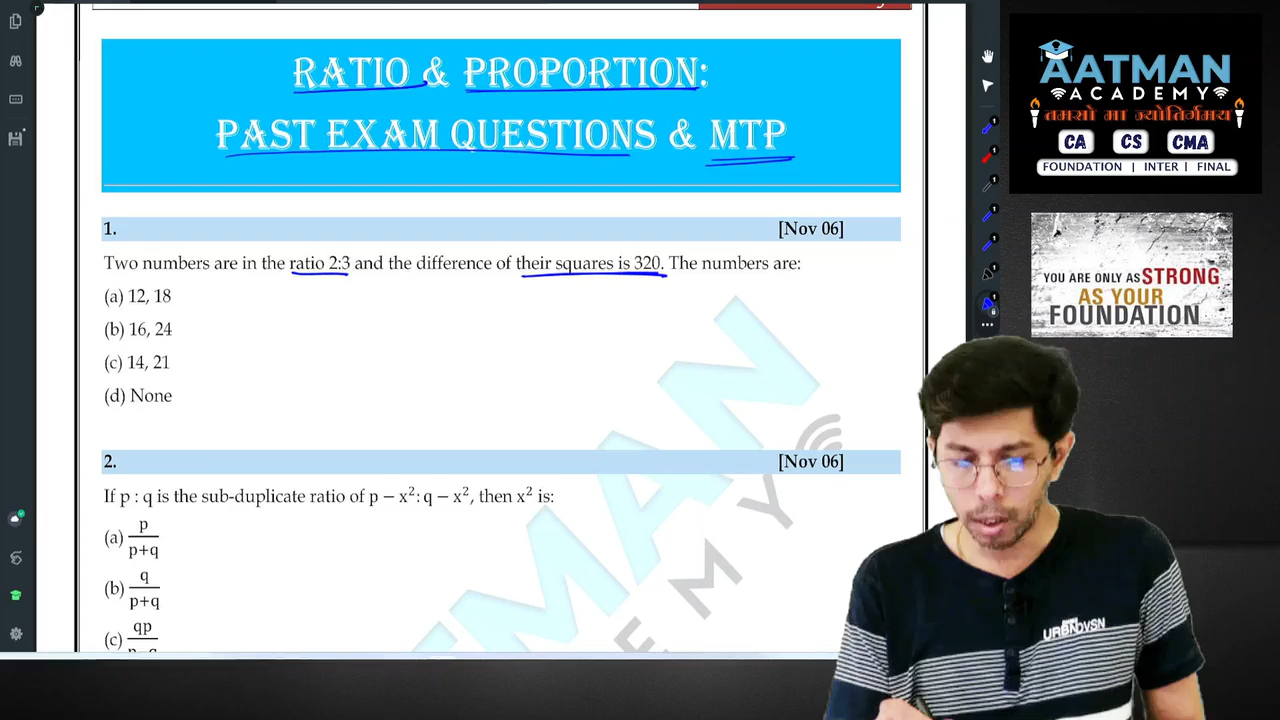 RATIO & PROPORTION:
PAST EXAM QUESTIONS & MTP
1. [Nov 06]
Two numbers are in the ratio 2:3 and the difference of their squares is 320. The numbers are:
(a) 12, 18
(b) 16, 24
(c) 14, 21
(d) None
2. [Nov 06]
If p : q is the sub-duplicate ratio of p − x²: q − x², then x² is:
(a) p/p+q
(b) q/p+q
(c) qp
AATMAN
ACADEMY
तमसो मा ज्योतिर्गमय
CA CS CMA
FOUNDATION | INTER | FINAL
YOU ARE ONLY AS STRONG
AS YOUR
FOUNDATION
URBNDVSN